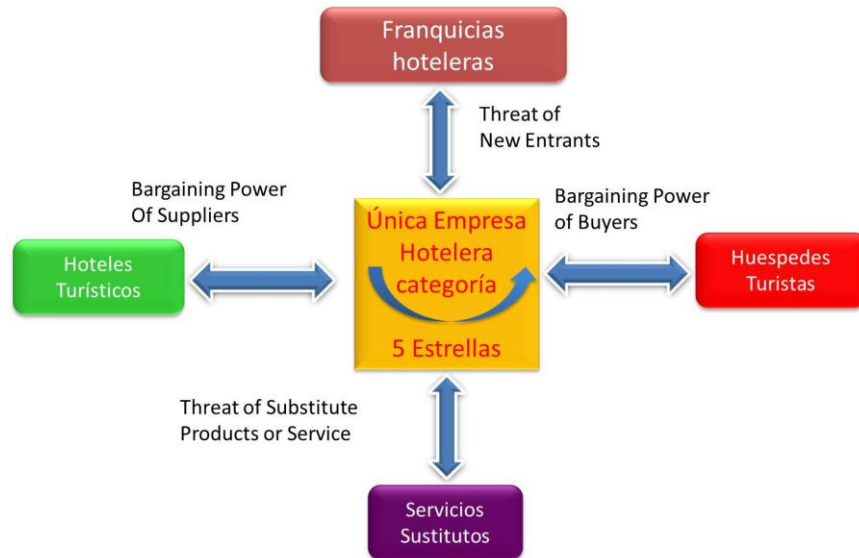 Franquicias
hoteleras
Threat of
New Entrants
Bargaining Power
Of Suppliers
Bargaining Power
of Buyers
Única Empresa
Hotelera
categoría
5 Estrellas
Hoteles
Turísticos
Huespedes
Turistas
Threat of Substitute
Products or Service
Servicios
Sustitutos